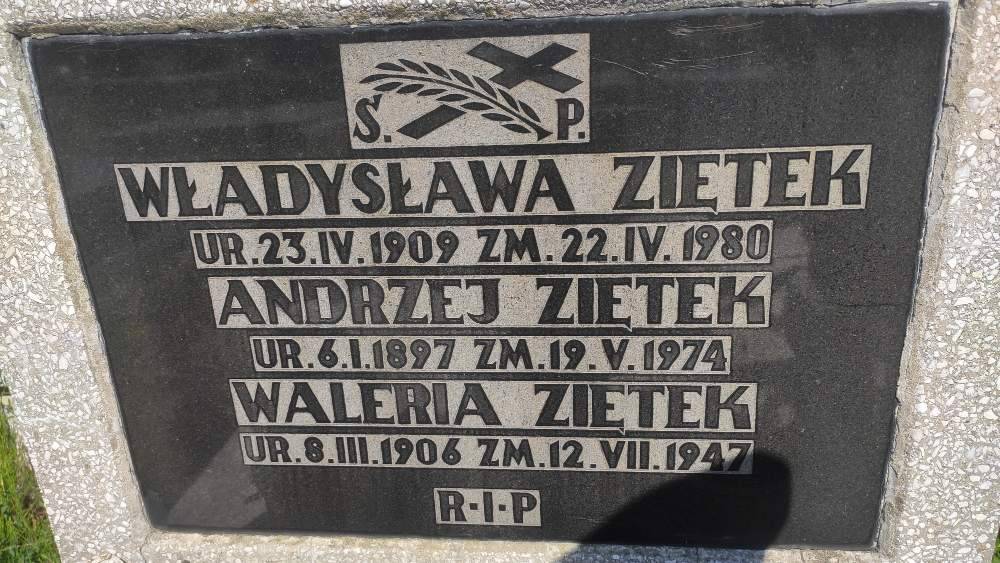 S. P.
WŁADYSŁAWA ZIĘTEK
UR.23.IV.1909 ZM.22.IV.1980
ANDRZEJ ZIĘTEK
UR.6.I.1897 ZM.19.V.1974
WALERIA ZIĘTEK
UR.8.III.1906 ZM.12.VII.1947
R·I·P